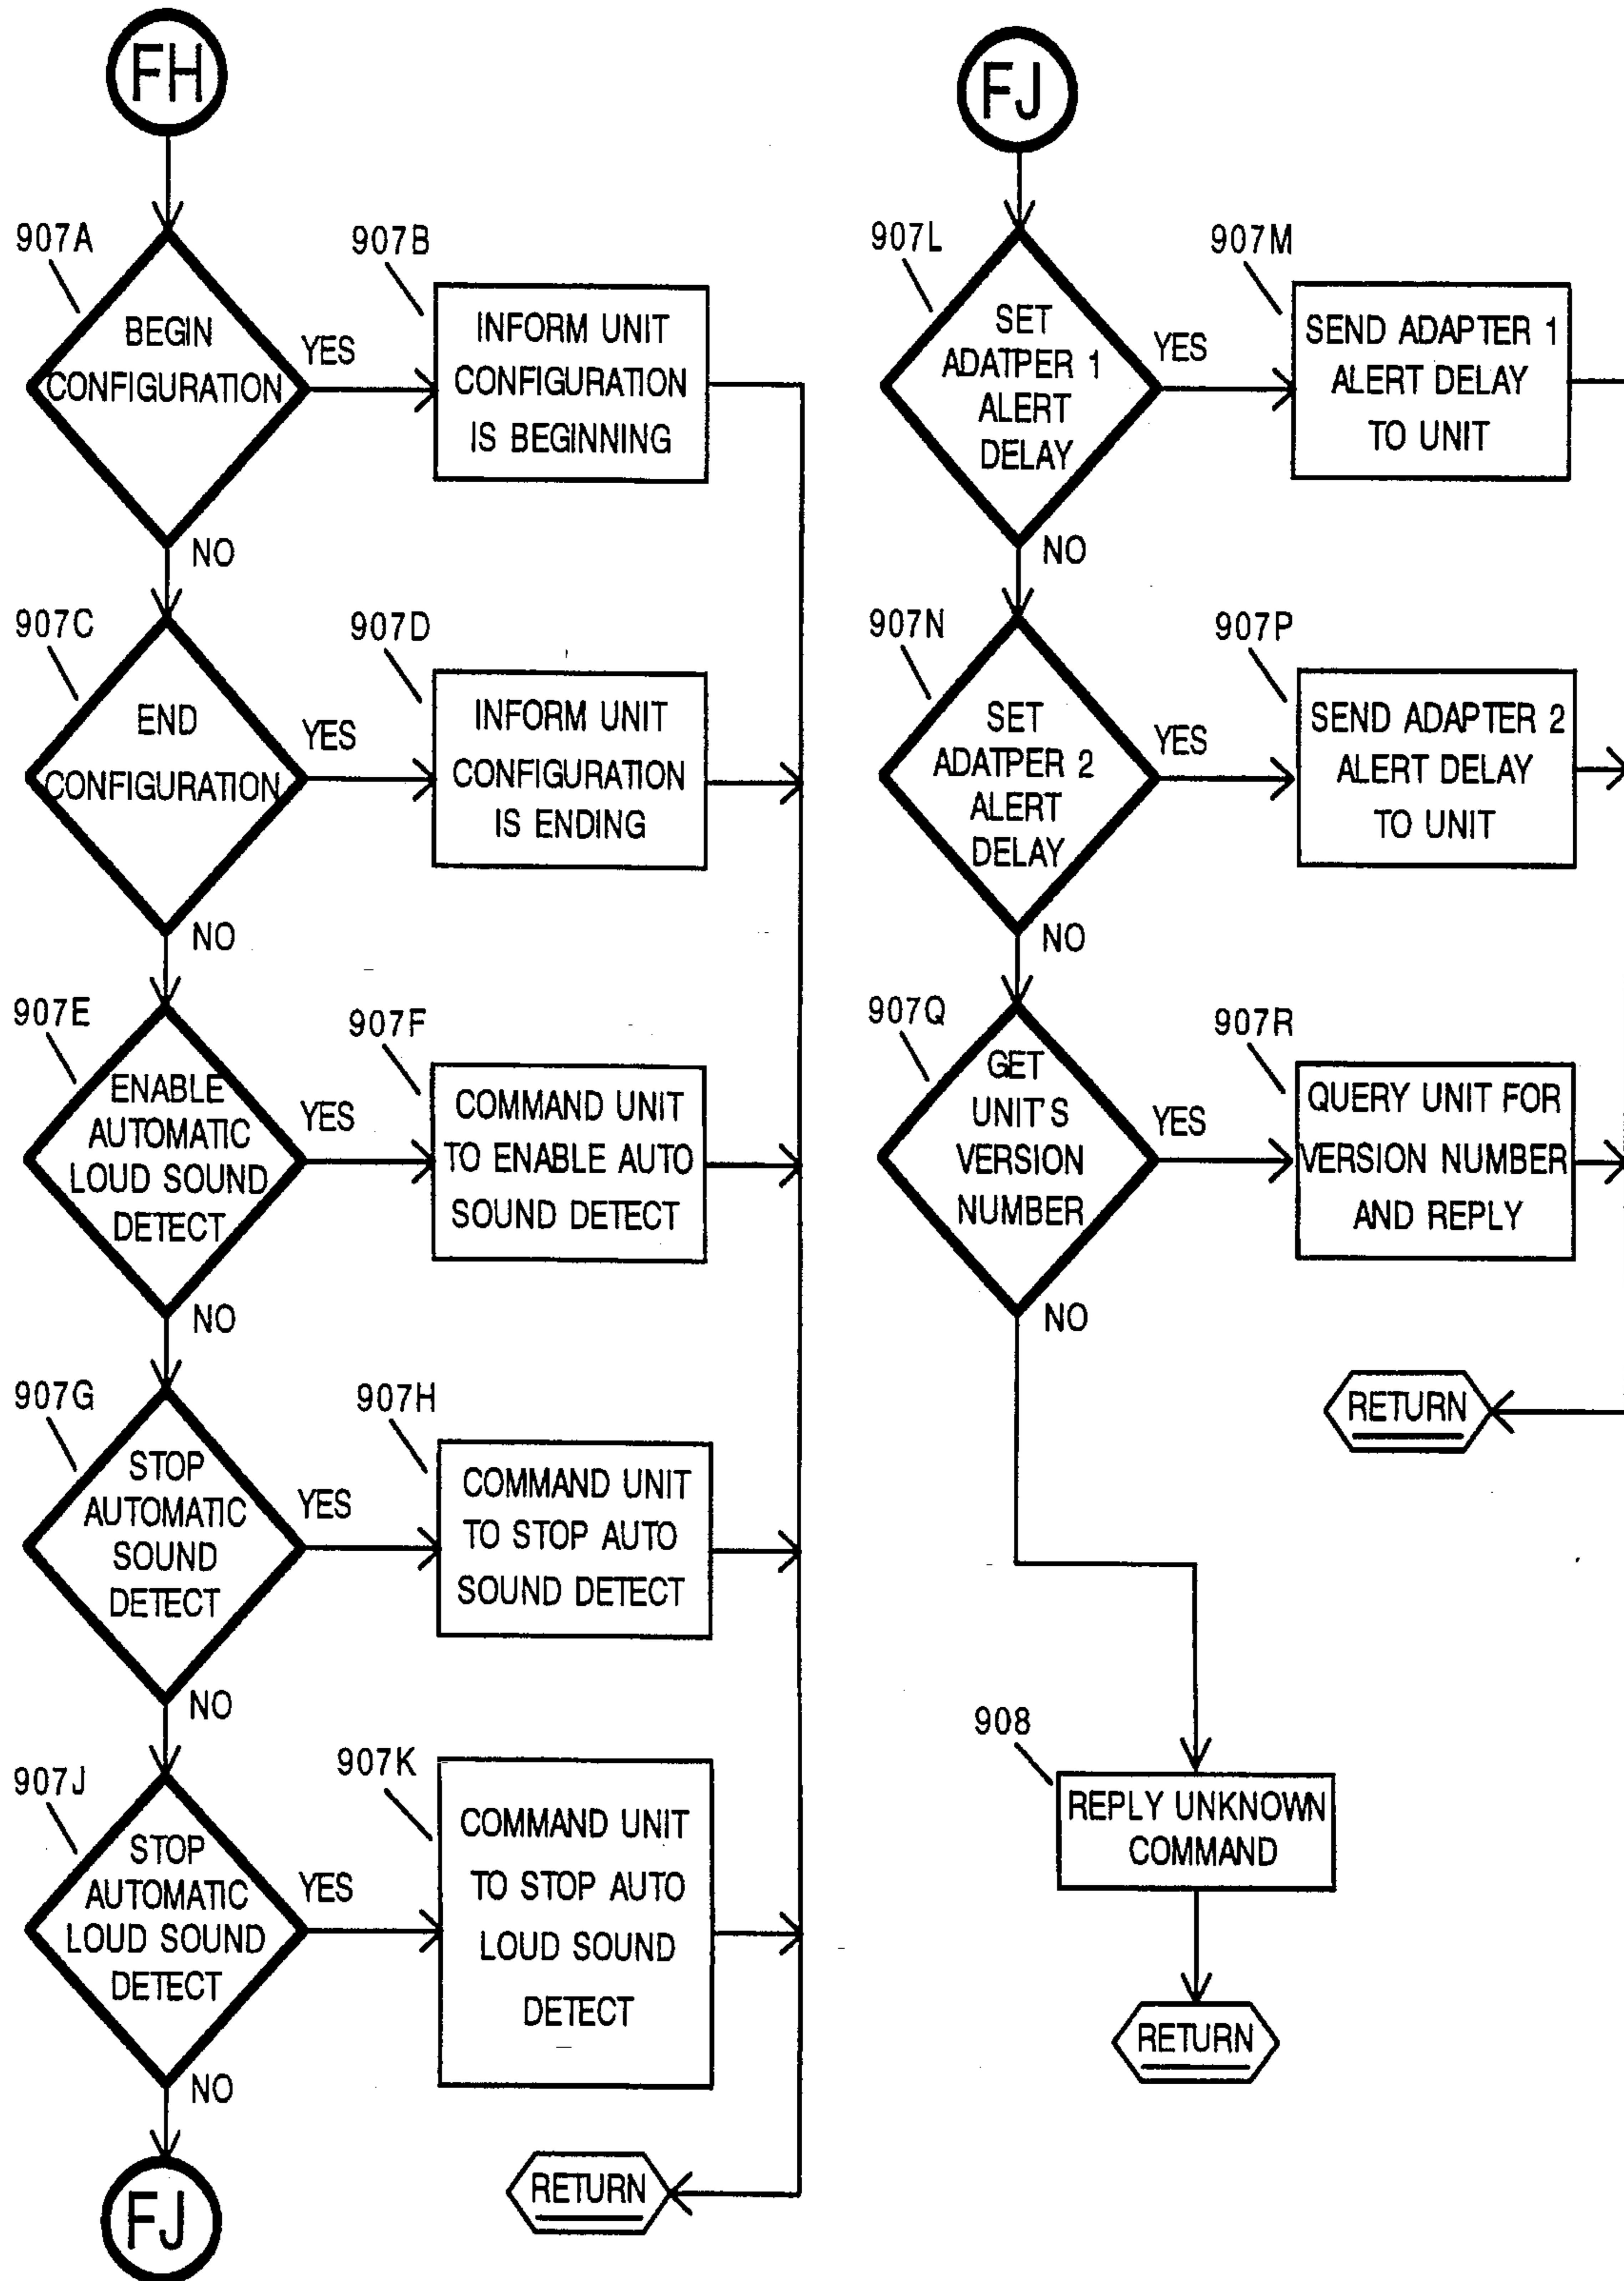 FH
907A
BEGIN
CONFIGURATION
YES
NO
907B
INFORM UNIT
CONFIGURATION
IS BEGINNING
907C
END
CONFIGURATION
YES
NO
907D
INFORM UNIT
CONFIGURATION
IS ENDING
907E
ENABLE
AUTOMATIC
LOUD SOUND
DETECT
YES
NO
907F
COMMAND UNIT
TO ENABLE AUTO
SOUND DETECT
907G
STOP
AUTOMATIC
SOUND
DETECT
YES
NO
907H
COMMAND UNIT
TO STOP AUTO
SOUND DETECT
907J
STOP
AUTOMATIC
LOUD SOUND
DETECT
YES
NO
907K
COMMAND UNIT
TO STOP AUTO
LOUD SOUND
DETECT
RETURN
FJ
FJ
907L
SET
ADATPER 1
ALERT
DELAY
YES
NO
907M
SEND ADAPTER 1
ALERT DELAY
TO UNIT
907N
SET
ADATPER 2
ALERT
DELAY
YES
NO
907P
SEND ADAPTER 2
ALERT DELAY
TO UNIT
907Q
GET
UNIT'S
VERSION
NUMBER
YES
NO
907R
QUERY UNIT FOR
VERSION NUMBER
AND REPLY
RETURN
908
REPLY UNKNOWN
COMMAND
RETURN